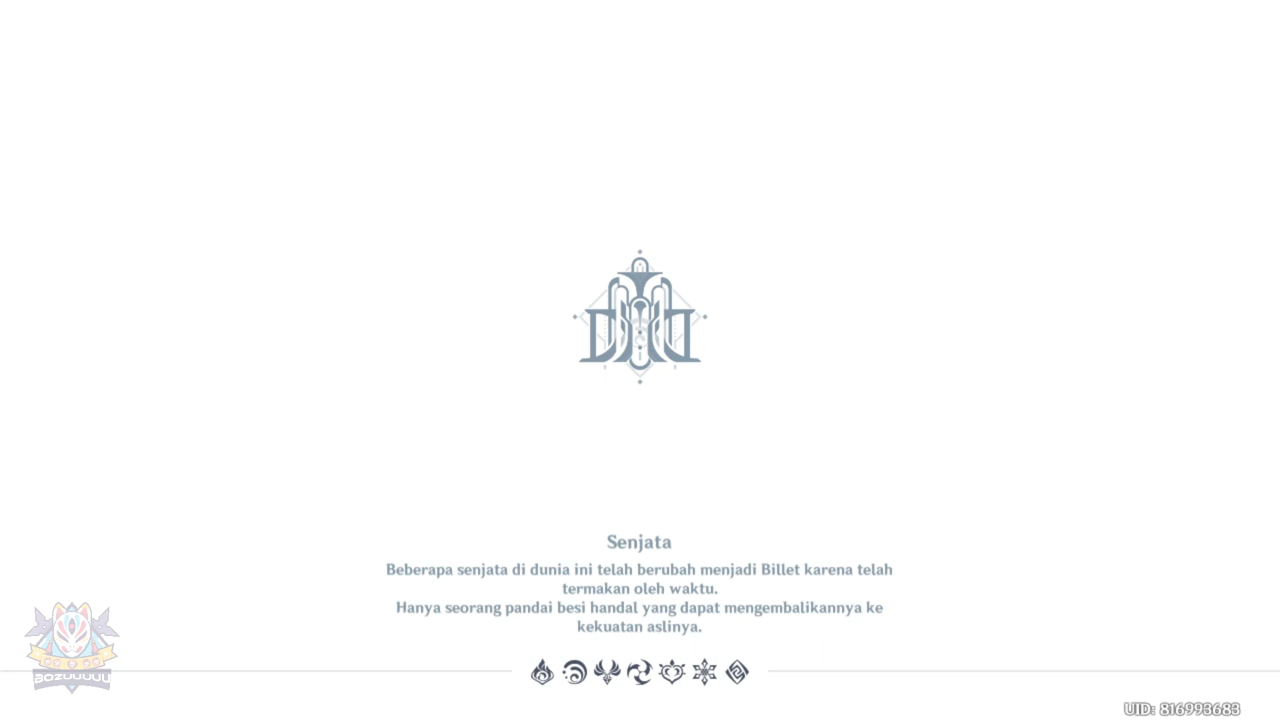 Senjata
Beberapa senjata di dunia ini telah berubah menjadi Billet karena telah
termakan oleh waktu.
Hanya seorang pandai besi handal yang dapat mengembalikannya ke
kekuatan aslinya.
BOZUUUUU
UID: 816993683